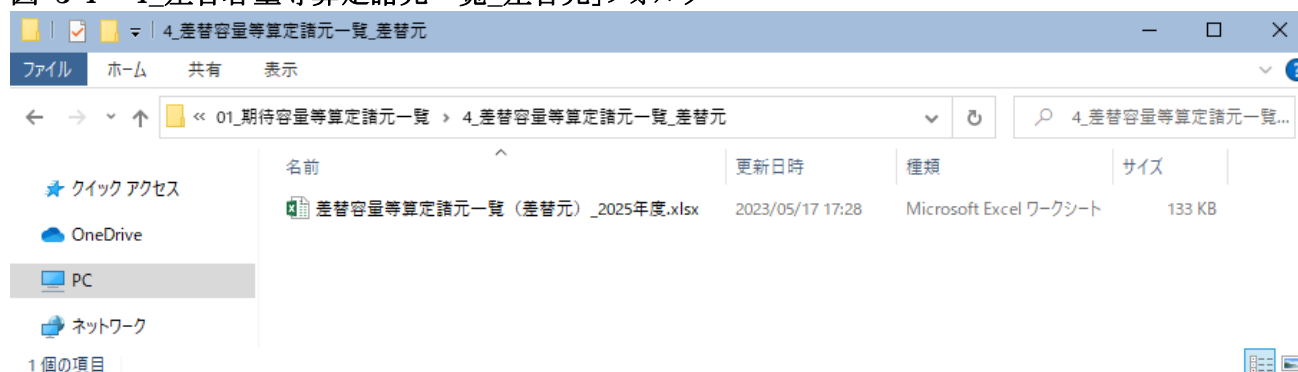 4_差替容量等算定諸元一覧_差替元
ファイル ホーム 共有 表示
« 01_期待容量等算定諸元一覧 › 4_差替容量等算定諸元一覧_差替元 4_差替容量等算定諸元一覧...
名前 更新日時 種類 サイズ
クイック アクセス
差替容量等算定諸元一覧（差替元）_2025年度.xlsx 2023/05/17 17:28 Microsoft Excel ワークシート 133 KB
OneDrive
PC
ネットワーク
1 個の項目